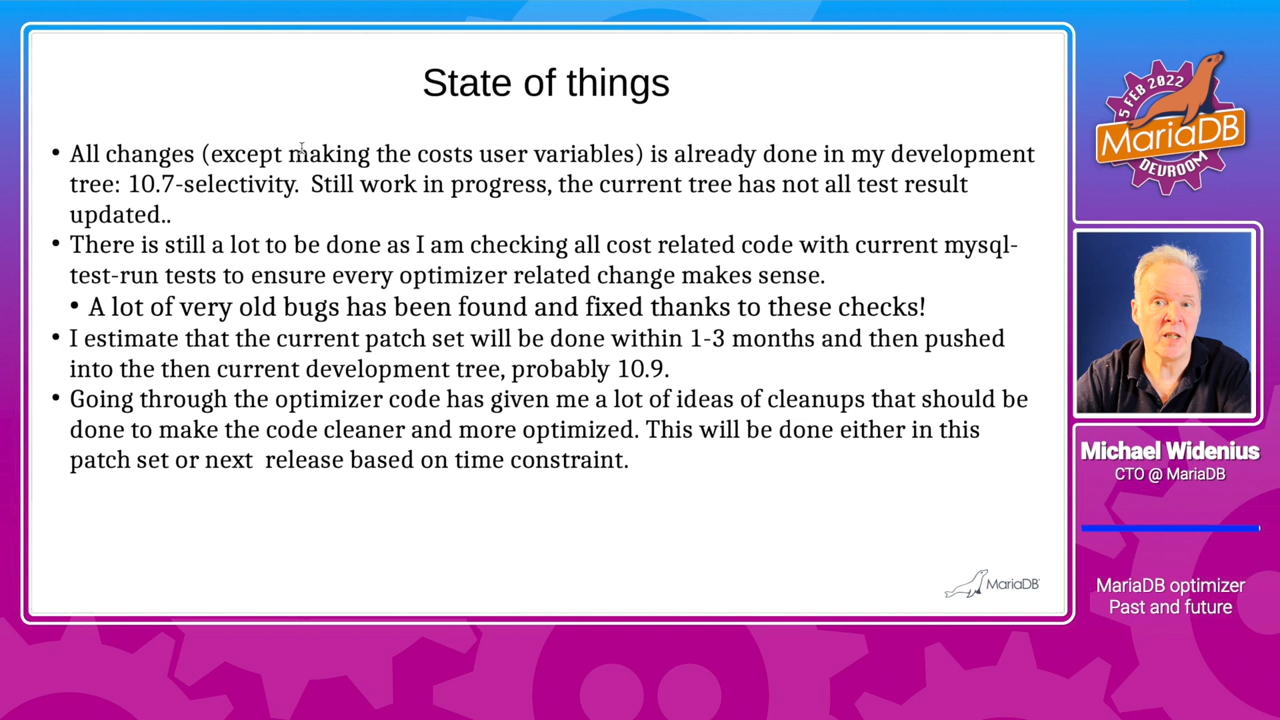 State of things
• All changes (except making the costs user variables) is already done in my development
tree: 10.7-selectivity.  Still work in progress, the current tree has not all test result
updated..
• There is still a lot to be done as I am checking all cost related code with current mysql-
test-run tests to ensure every optimizer related change makes sense.
• A lot of very old bugs has been found and fixed thanks to these checks!
• I estimate that the current patch set will be done within 1-3 months and then pushed
into the then current development tree, probably 10.9.
• Going through the optimizer code has given me a lot of ideas of cleanups that should be
done to make the code cleaner and more optimized. This will be done either in this
patch set or next  release based on time constraint.
MariaDB
5 FEB 2022
MariaDB
DEVROOM
Michael Widenius
CTO @ MariaDB
MariaDB optimizer
Past and future